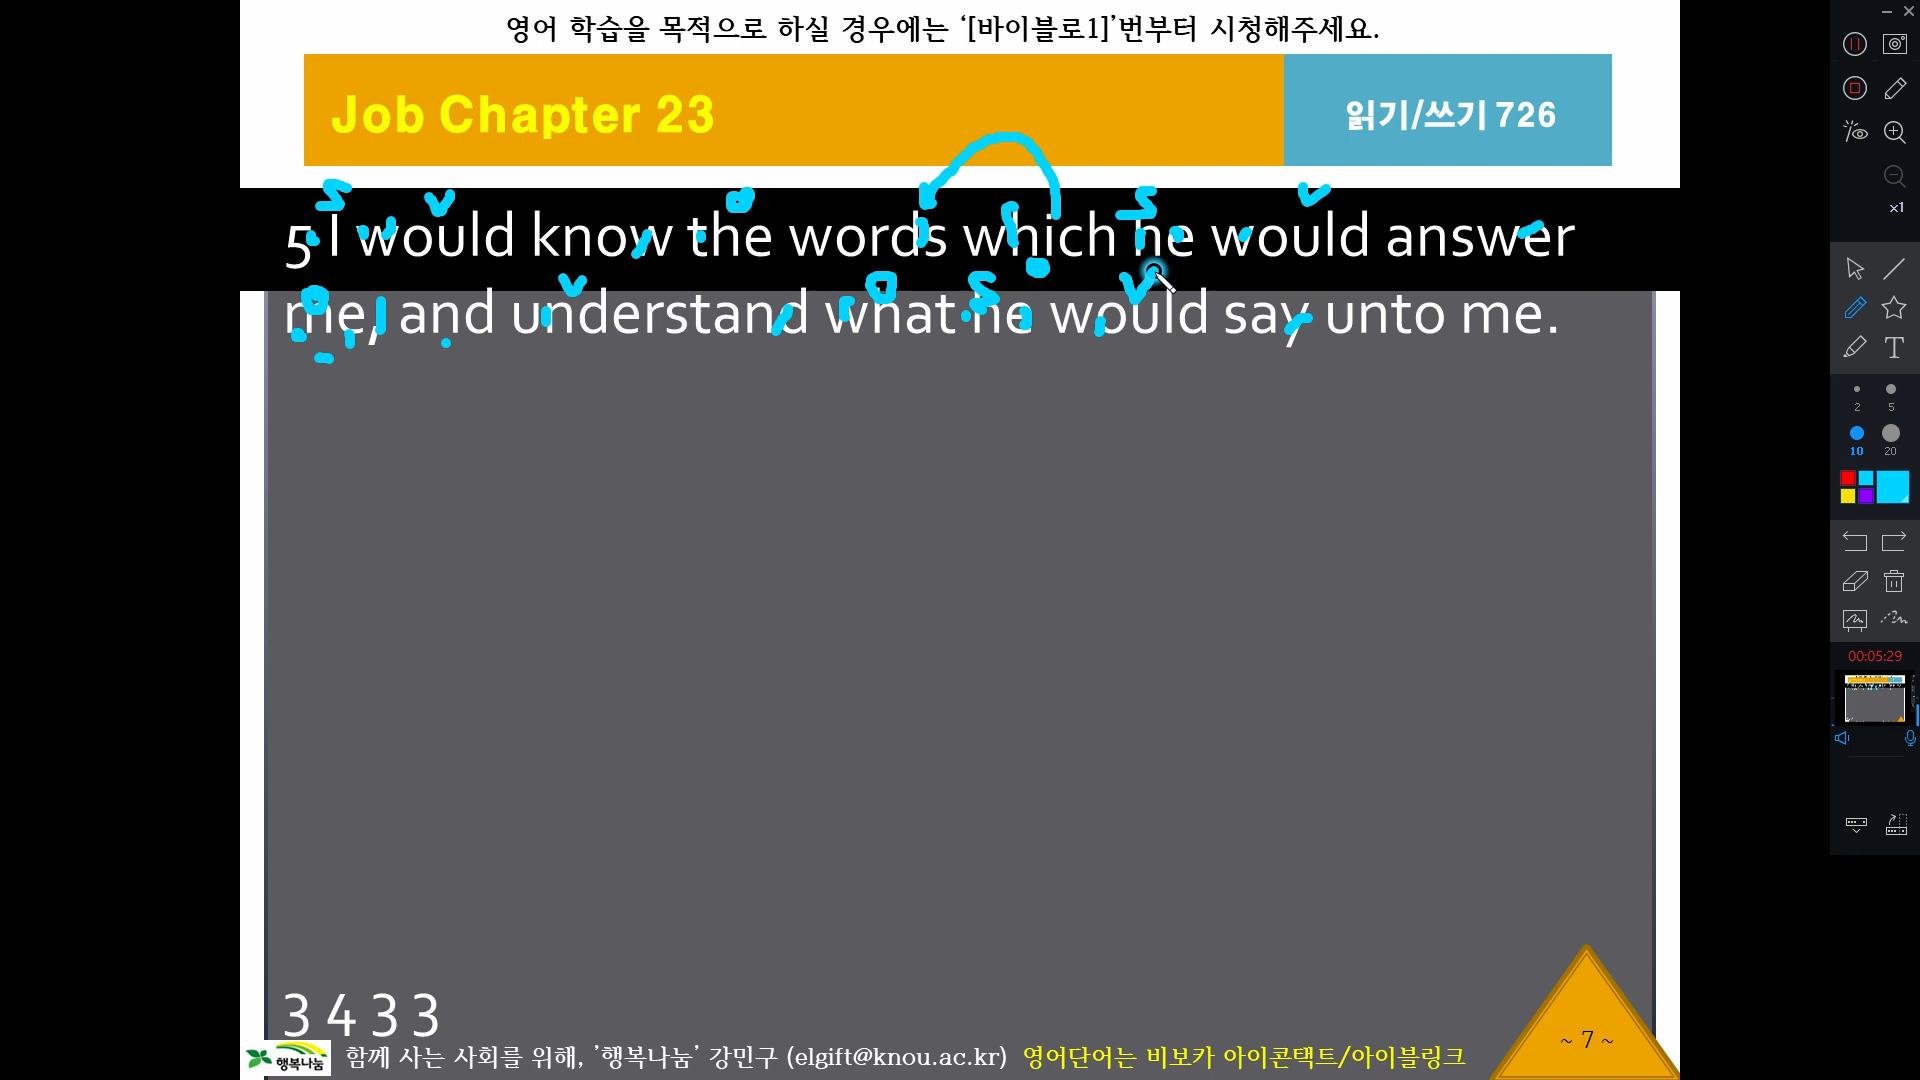 영어 학습을 목적으로 하실 경우에는 ‘[바이블로1]’번부터 시청해주세요.
Job Chapter 23
읽기/쓰기 726
S V O S V
5 I would know the words which he would answer
O V O S V
me, and understand what he would say unto me.
3 4 3 3
~ 7 ~
행복나눔 함께 사는 사회를 위해, ’행복나눔’ 강민구 (elgift@knou.ac.kr) 영어단어는 비보카 아이콘택트/아이블링크
x1
T
2 5
10 20
00:05:29